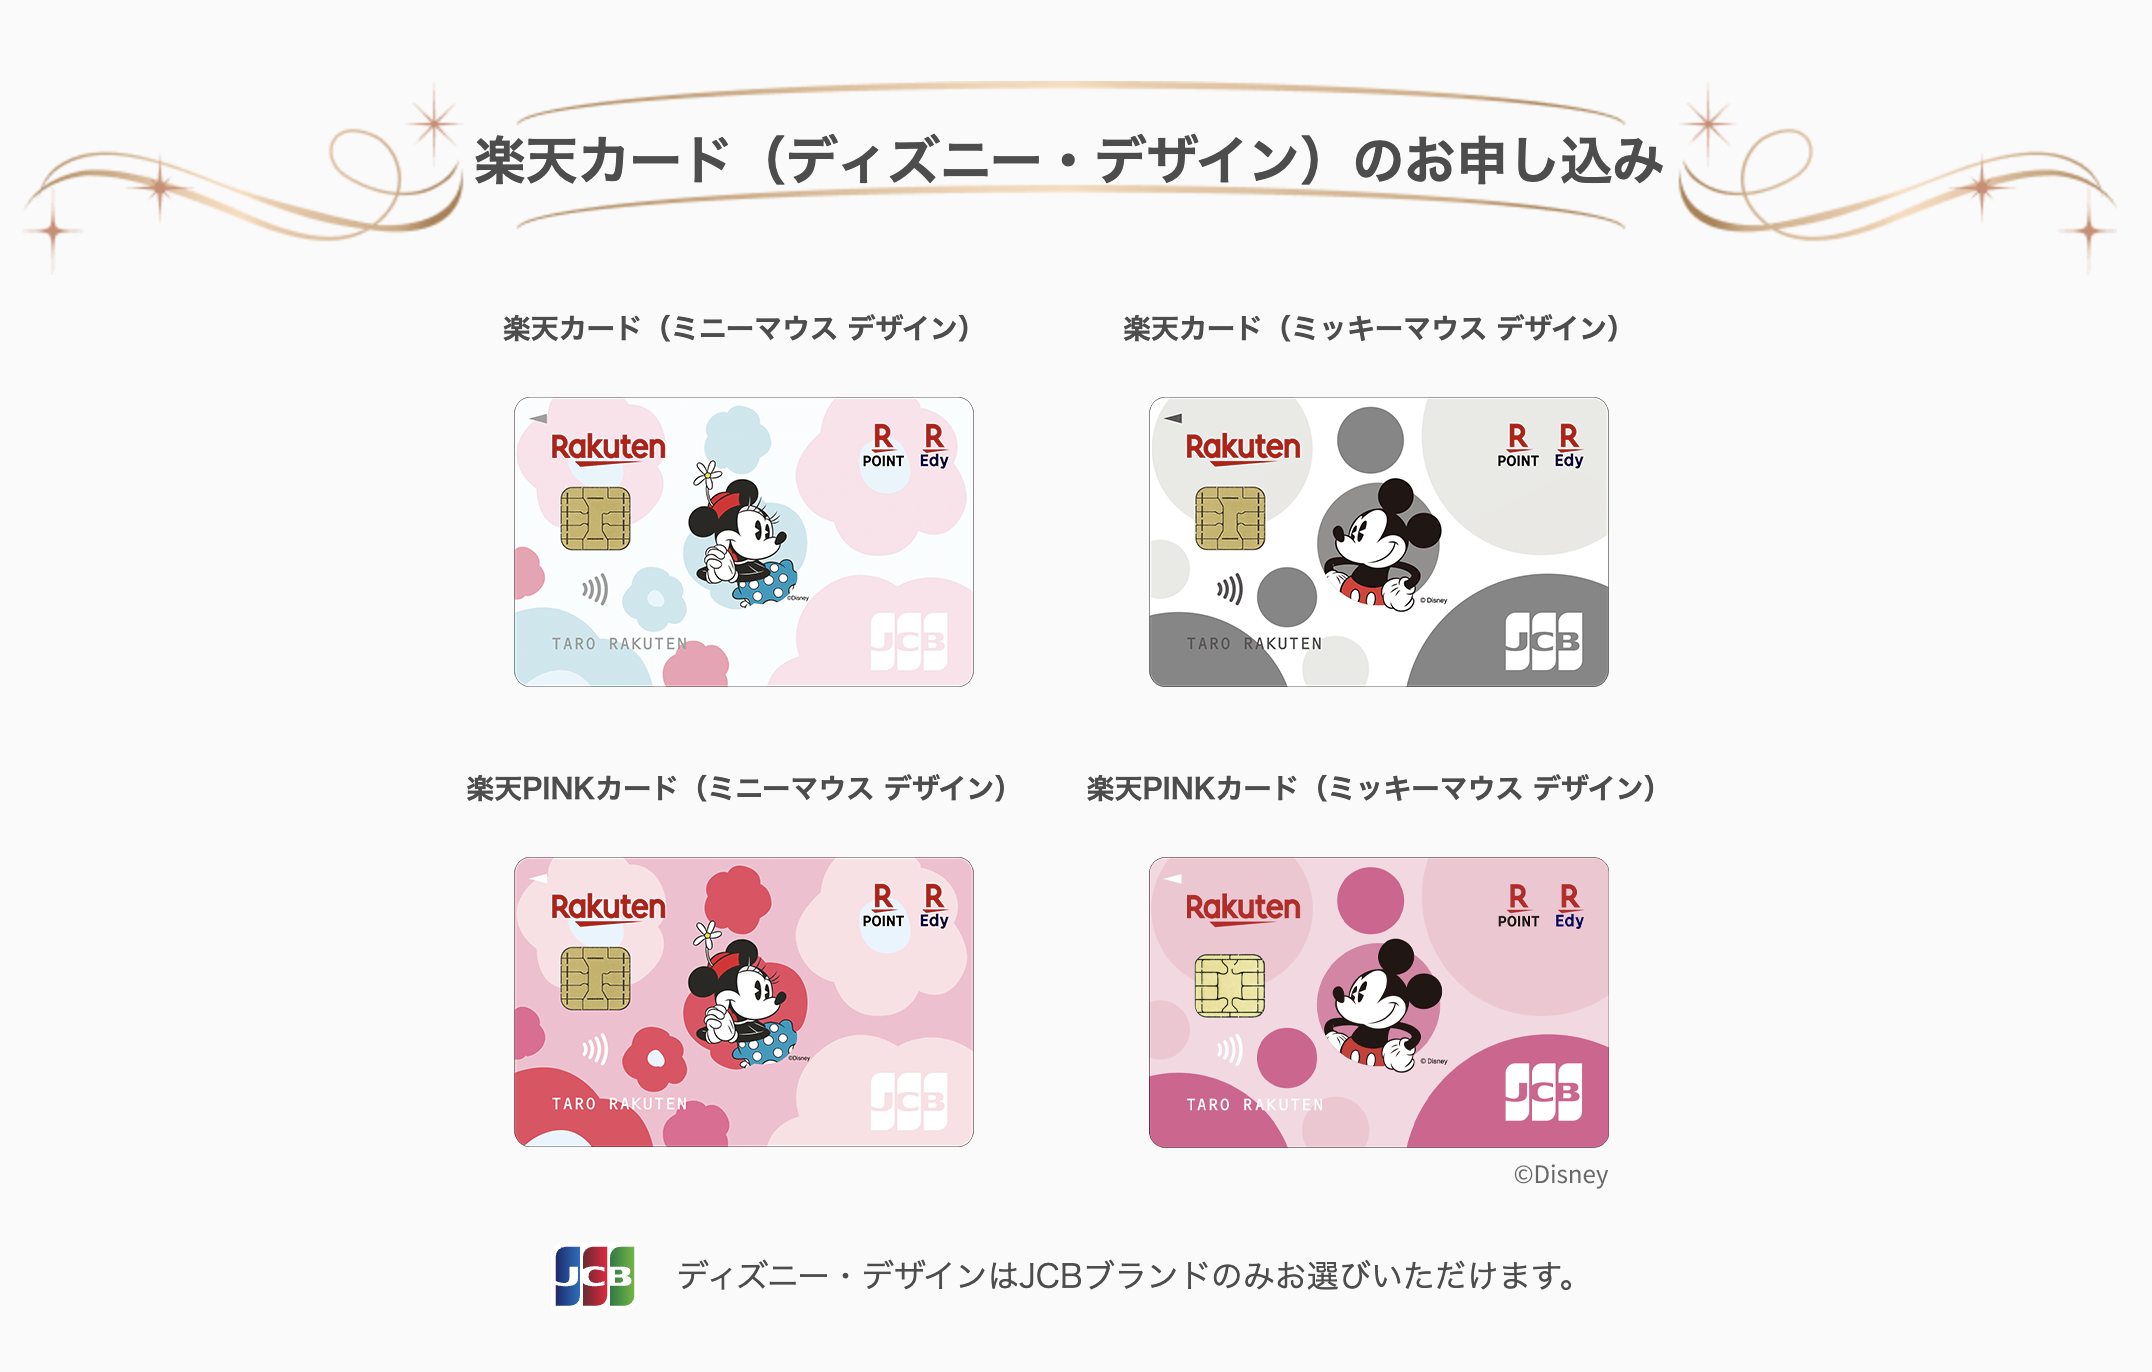 楽天カード（ディズニー・デザイン）のお申し込み
楽天カード（ミニーマウス デザイン）
楽天カード（ミッキーマウス デザイン）
Rakuten
R
POINT
R
Edy
©Disney
TARO RAKUTEN
JCB
Rakuten
R
POINT
R
Edy
© Disney
TARO RAKUTEN
JCB
楽天PINKカード（ミニーマウス デザイン）
楽天PINKカード（ミッキーマウス デザイン）
Rakuten
R
POINT
R
Edy
©Disney
TARO RAKUTEN
JCB
Rakuten
R
POINT
R
Edy
© Disney
TARO RAKUTEN
JCB
©Disney
JCB
ディズニー・デザインはJCBブランドのみお選びいただけます。